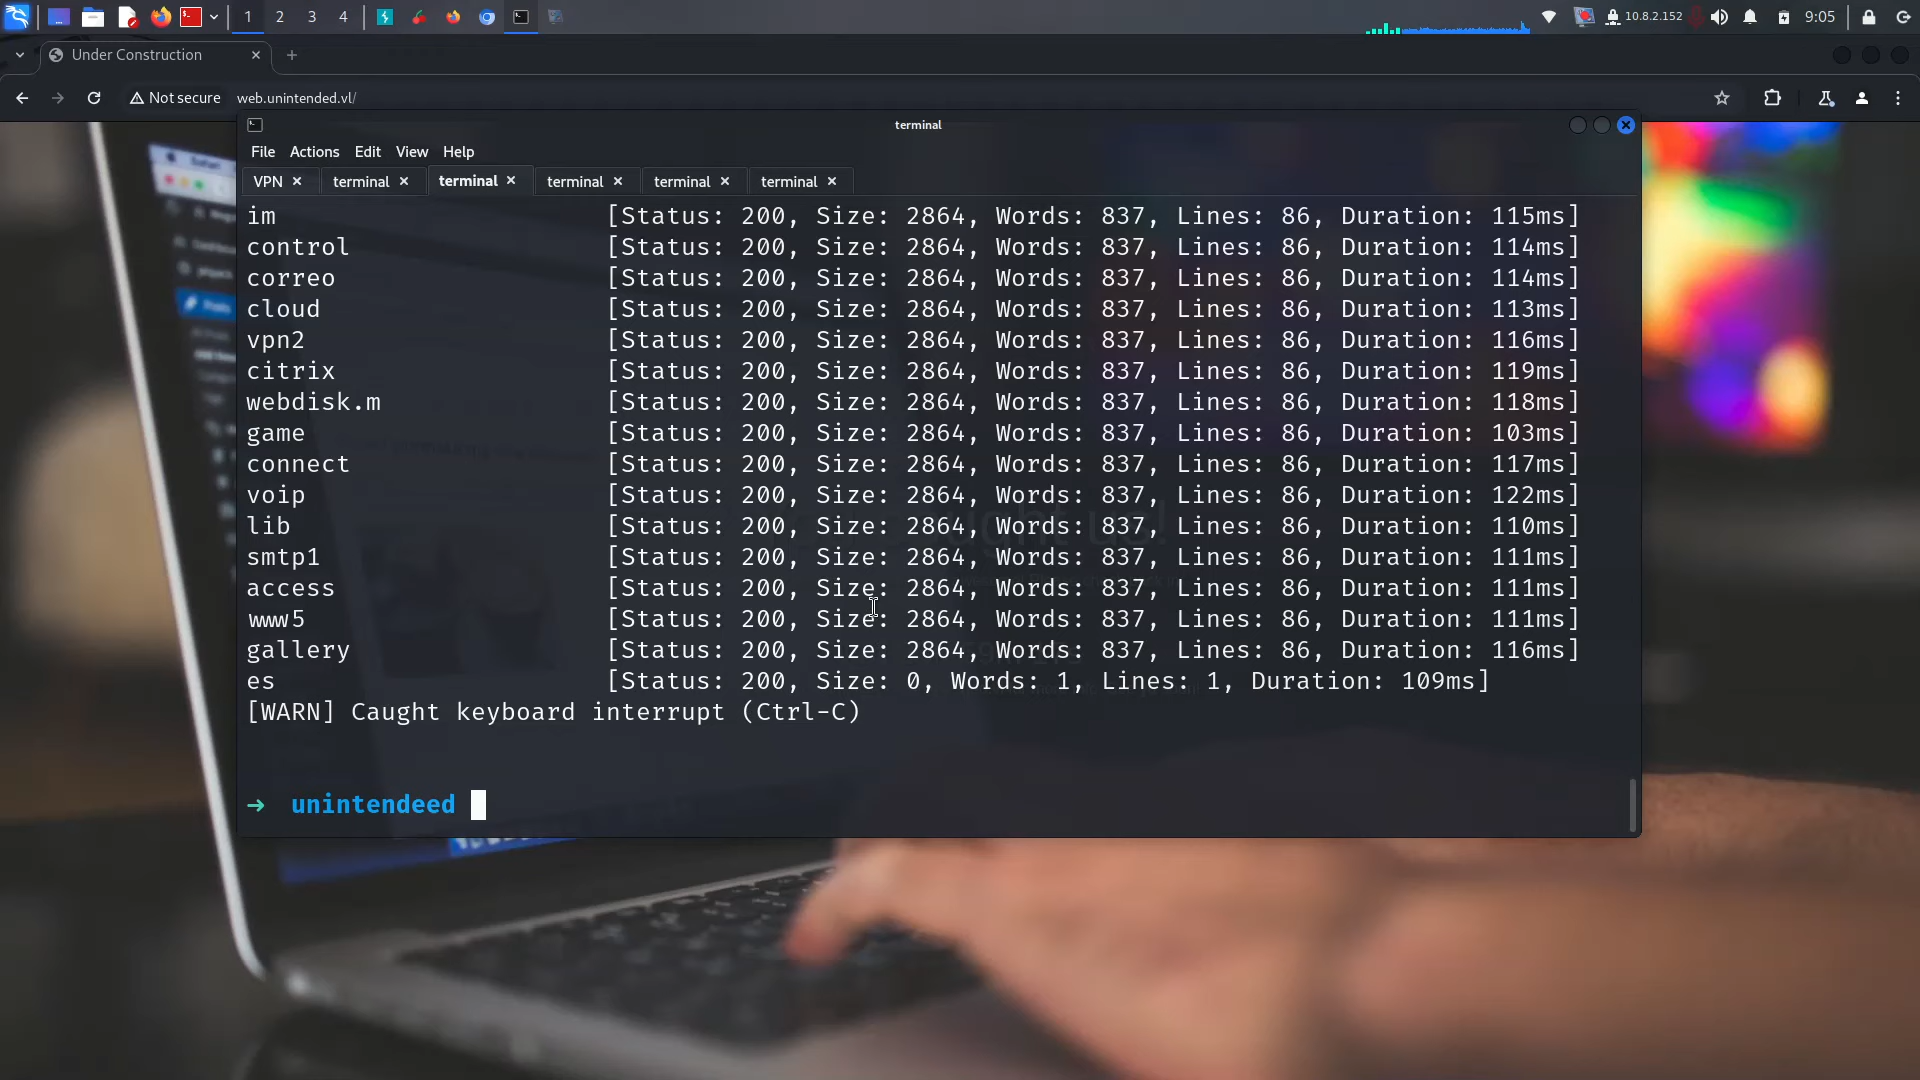 1 2 3 4 10.8.2.152 9:05
Under Construction
Not secure web.unintended.vl/
terminal
File Actions Edit View Help
VPN terminal terminal terminal terminal terminal
im [Status: 200, Size: 2864, Words: 837, Lines: 86, Duration: 115ms]
control [Status: 200, Size: 2864, Words: 837, Lines: 86, Duration: 114ms]
correo [Status: 200, Size: 2864, Words: 837, Lines: 86, Duration: 114ms]
cloud [Status: 200, Size: 2864, Words: 837, Lines: 86, Duration: 113ms]
vpn2 [Status: 200, Size: 2864, Words: 837, Lines: 86, Duration: 116ms]
citrix [Status: 200, Size: 2864, Words: 837, Lines: 86, Duration: 119ms]
webdisk.m [Status: 200, Size: 2864, Words: 837, Lines: 86, Duration: 118ms]
game [Status: 200, Size: 2864, Words: 837, Lines: 86, Duration: 103ms]
connect [Status: 200, Size: 2864, Words: 837, Lines: 86, Duration: 117ms]
voip [Status: 200, Size: 2864, Words: 837, Lines: 86, Duration: 122ms]
lib [Status: 200, Size: 2864, Words: 837, Lines: 86, Duration: 110ms]
smtp1 [Status: 200, Size: 2864, Words: 837, Lines: 86, Duration: 111ms]
access [Status: 200, Size: 2864, Words: 837, Lines: 86, Duration: 111ms]
www5 [Status: 200, Size: 2864, Words: 837, Lines: 86, Duration: 111ms]
gallery [Status: 200, Size: 2864, Words: 837, Lines: 86, Duration: 116ms]
es [Status: 200, Size: 0, Words: 1, Lines: 1, Duration: 109ms]
[WARN] Caught keyboard interrupt (Ctrl-C)
→ unintendeed